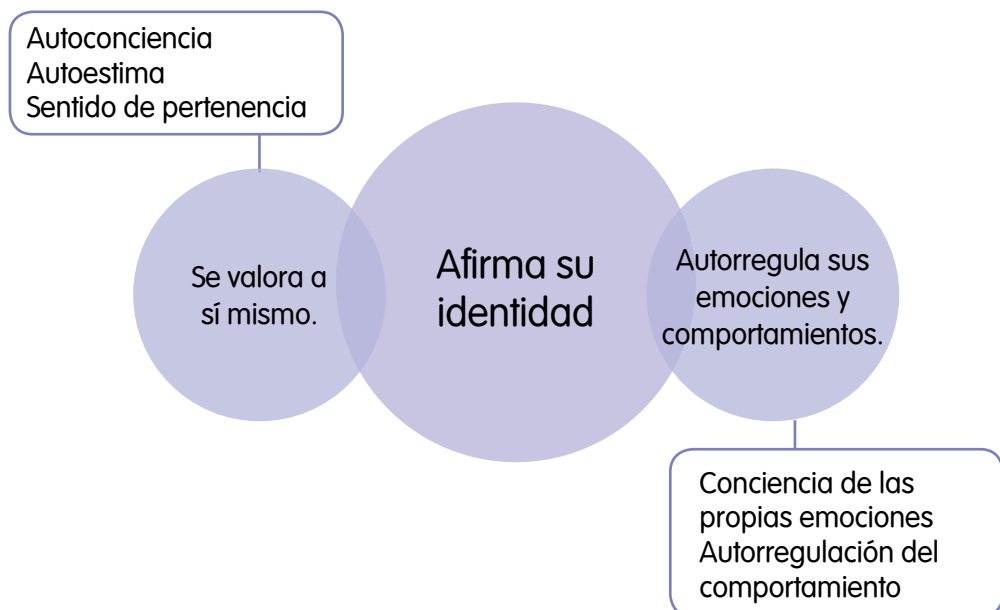 Autoconciencia
Autoestima
Sentido de pertenencia
Se valora a
sí mismo.
Afirma su
identidad
Autorregula sus
emociones y
comportamientos.
Conciencia de las
propias emociones
Autorregulación del
comportamiento